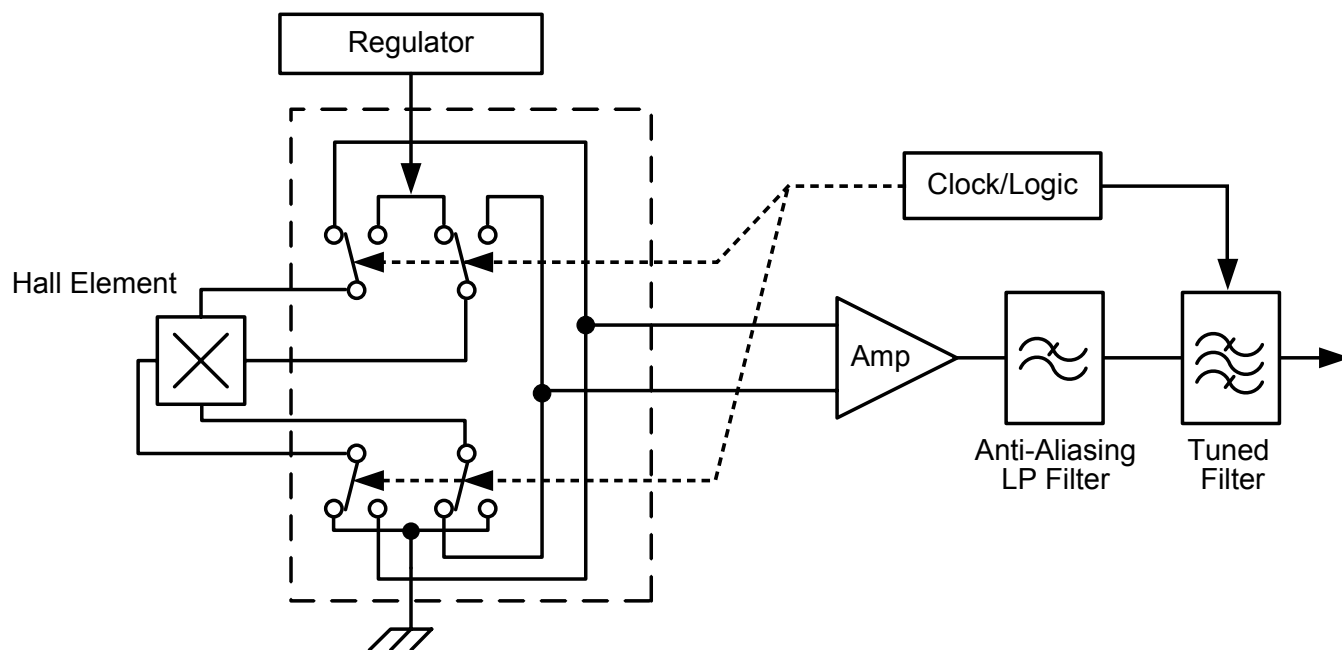 Regulator
Clock/Logic
Hall Element
Amp
Anti-Aliasing
LP Filter
Tuned
Filter